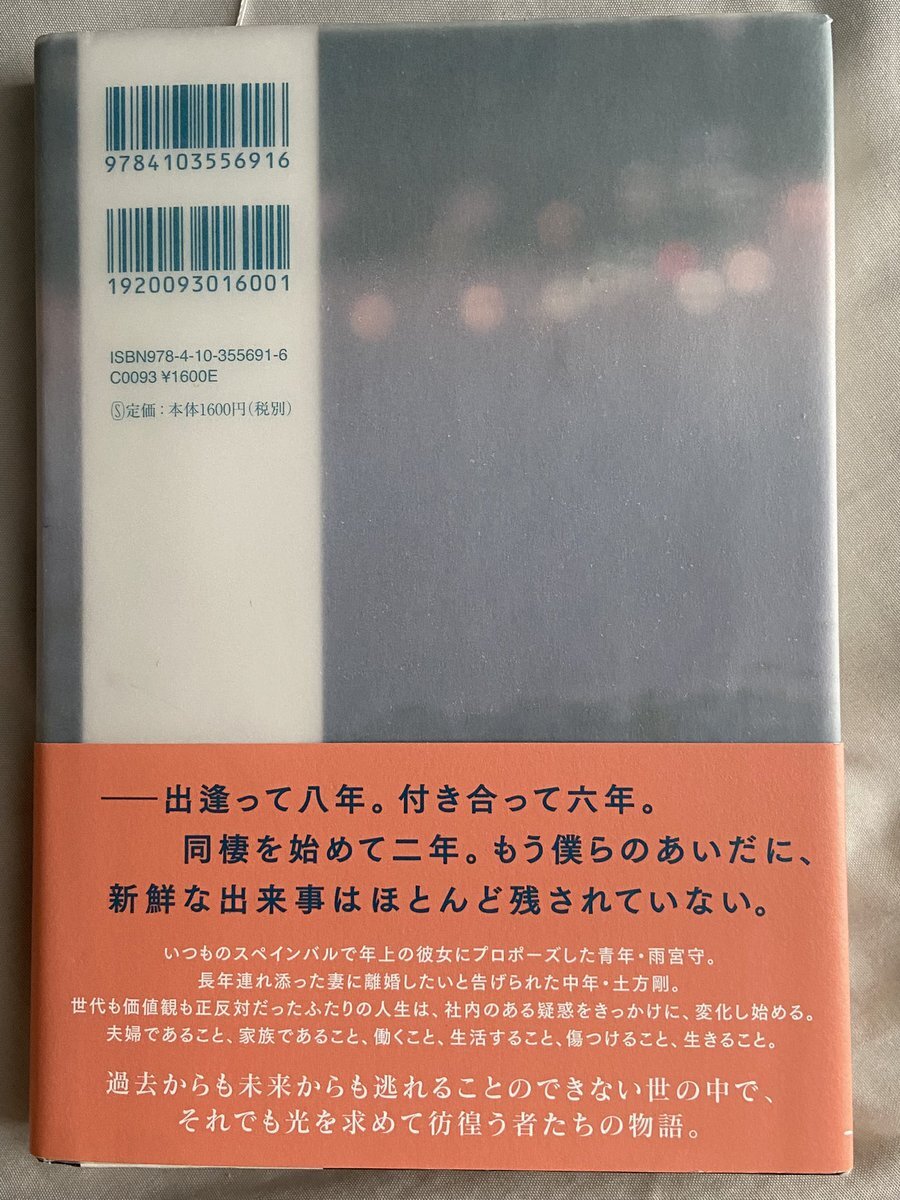 9784103556916
1920093016001
ISBN978-4-10-355691-6
C0093 ¥1600E
Ⓢ定価：本体1600円(税別)
──出逢って八年。付き合って六年。
同棲を始めて二年。もう僕らのあいだに、
新鮮な出来事はほとんど残されていない。
いつものスペインバルで年上の彼女にプロポーズした青年・雨宮守。
長年連れ添った妻に離婚したいと告げられた中年・土方剛。
世代も価値観も正反対だったふたりの人生は、社内のある疑惑をきっかけに、変化し始める。
夫婦であること、家族であること、働くこと、生活すること、傷つけること、生きること。
過去からも未来からも逃れることのできない世の中で、
それでも光を求めて彷徨う者たちの物語。